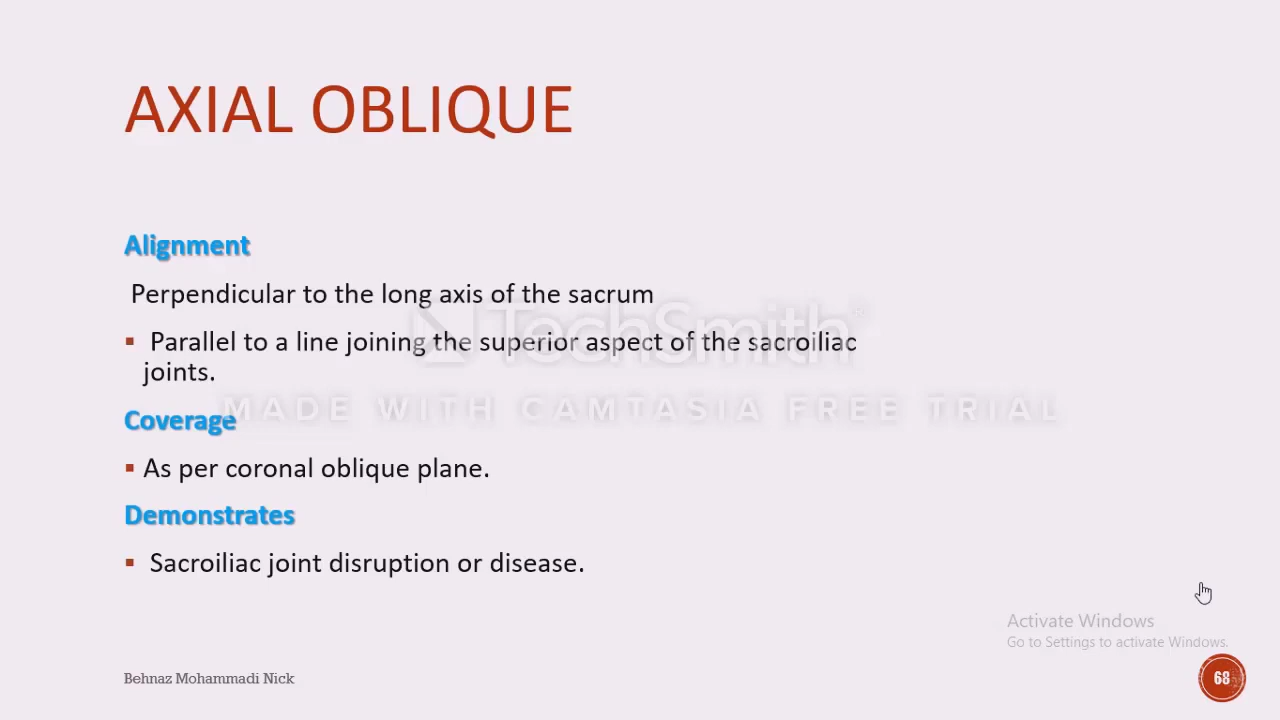 AXIAL OBLIQUE
Alignment
Perpendicular to the long axis of the sacrum
▪ Parallel to a line joining the superior aspect of the sacroiliac
joints.
TechSmith®
MADE WITH CAMTASIA FREE TRIAL
Coverage
▪ As per coronal oblique plane.
Demonstrates
▪ Sacroiliac joint disruption or disease.
Activate Windows
Go to Settings to activate Windows.
Behnaz Mohammadi Nick
68